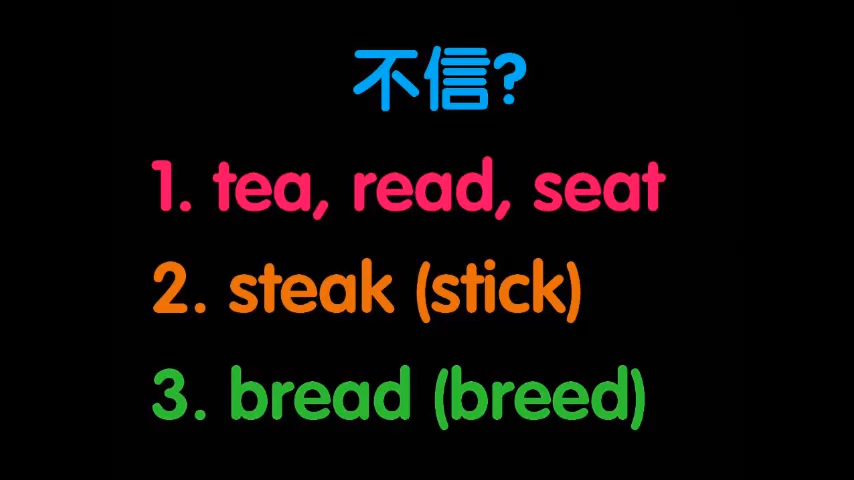 不信?
1. tea, read, seat
2. steak (stick)
3. bread (breed)